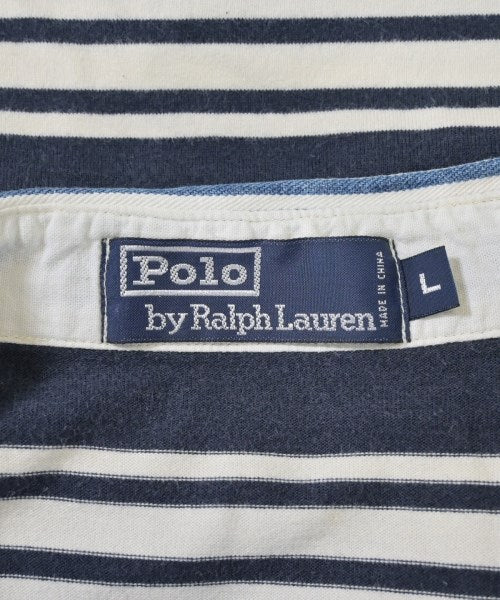 Polo
by Ralph Lauren
MADE IN CHINA
L